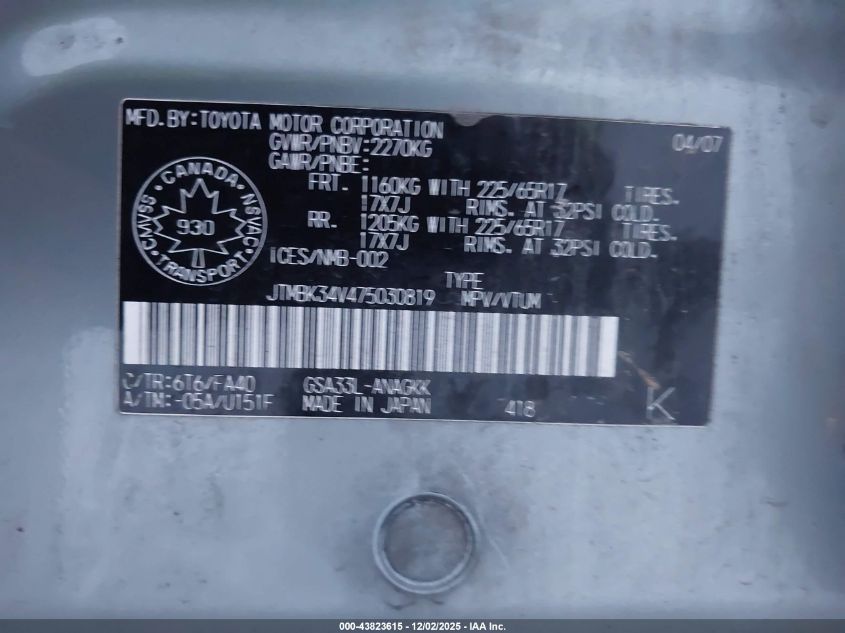 MFD.BY:TOYOTA MOTOR CORPORATION 04/07
GVWR/PNBV:2270KG
GAWR/PNBE:
FRT. 1160KG WITH 225/65R17 TIRES.
17X7J RIMS. AT 32PSI COLD.
RR. 1205KG WITH 225/65R17 TIRES.
17X7J RIMS. AT 32PSI COLD.
ICES/NMB-002
CANADA
CMVSS 930 NSVACT
TRANSPORT
TYPE
JTMBK34V475030819 MPV/VTUM
C/TR:6T6/FA40 GSA33L-ANAGKK
A/TM:-05A/U151F MADE IN JAPAN 418 K
000-43823615 - 12/02/2025 - IAA Inc.